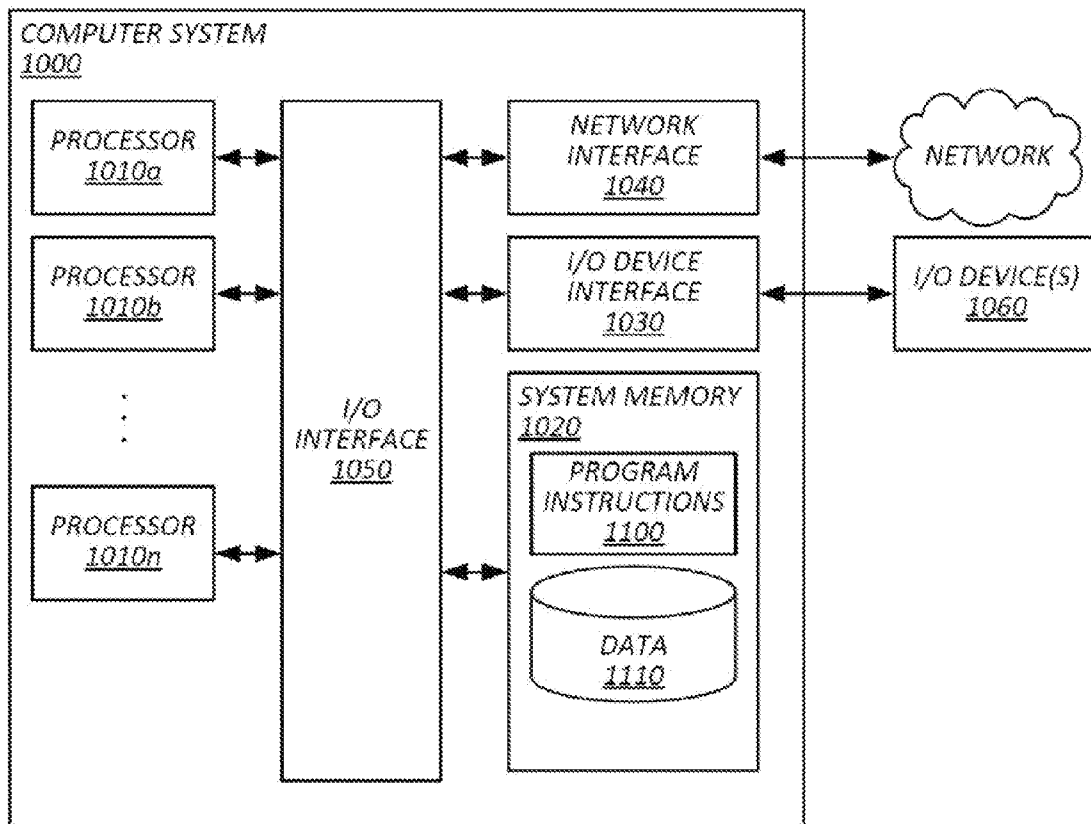 COMPUTER SYSTEM
1000
PROCESSOR
1010a
PROCESSOR
1010b
PROCESSOR
1010n
I/O
INTERFACE
1050
NETWORK
INTERFACE
1040
I/O DEVICE
INTERFACE
1030
SYSTEM MEMORY
1020
PROGRAM
INSTRUCTIONS
1100
DATA
1110
NETWORK
I/O DEVICE(S)
1060